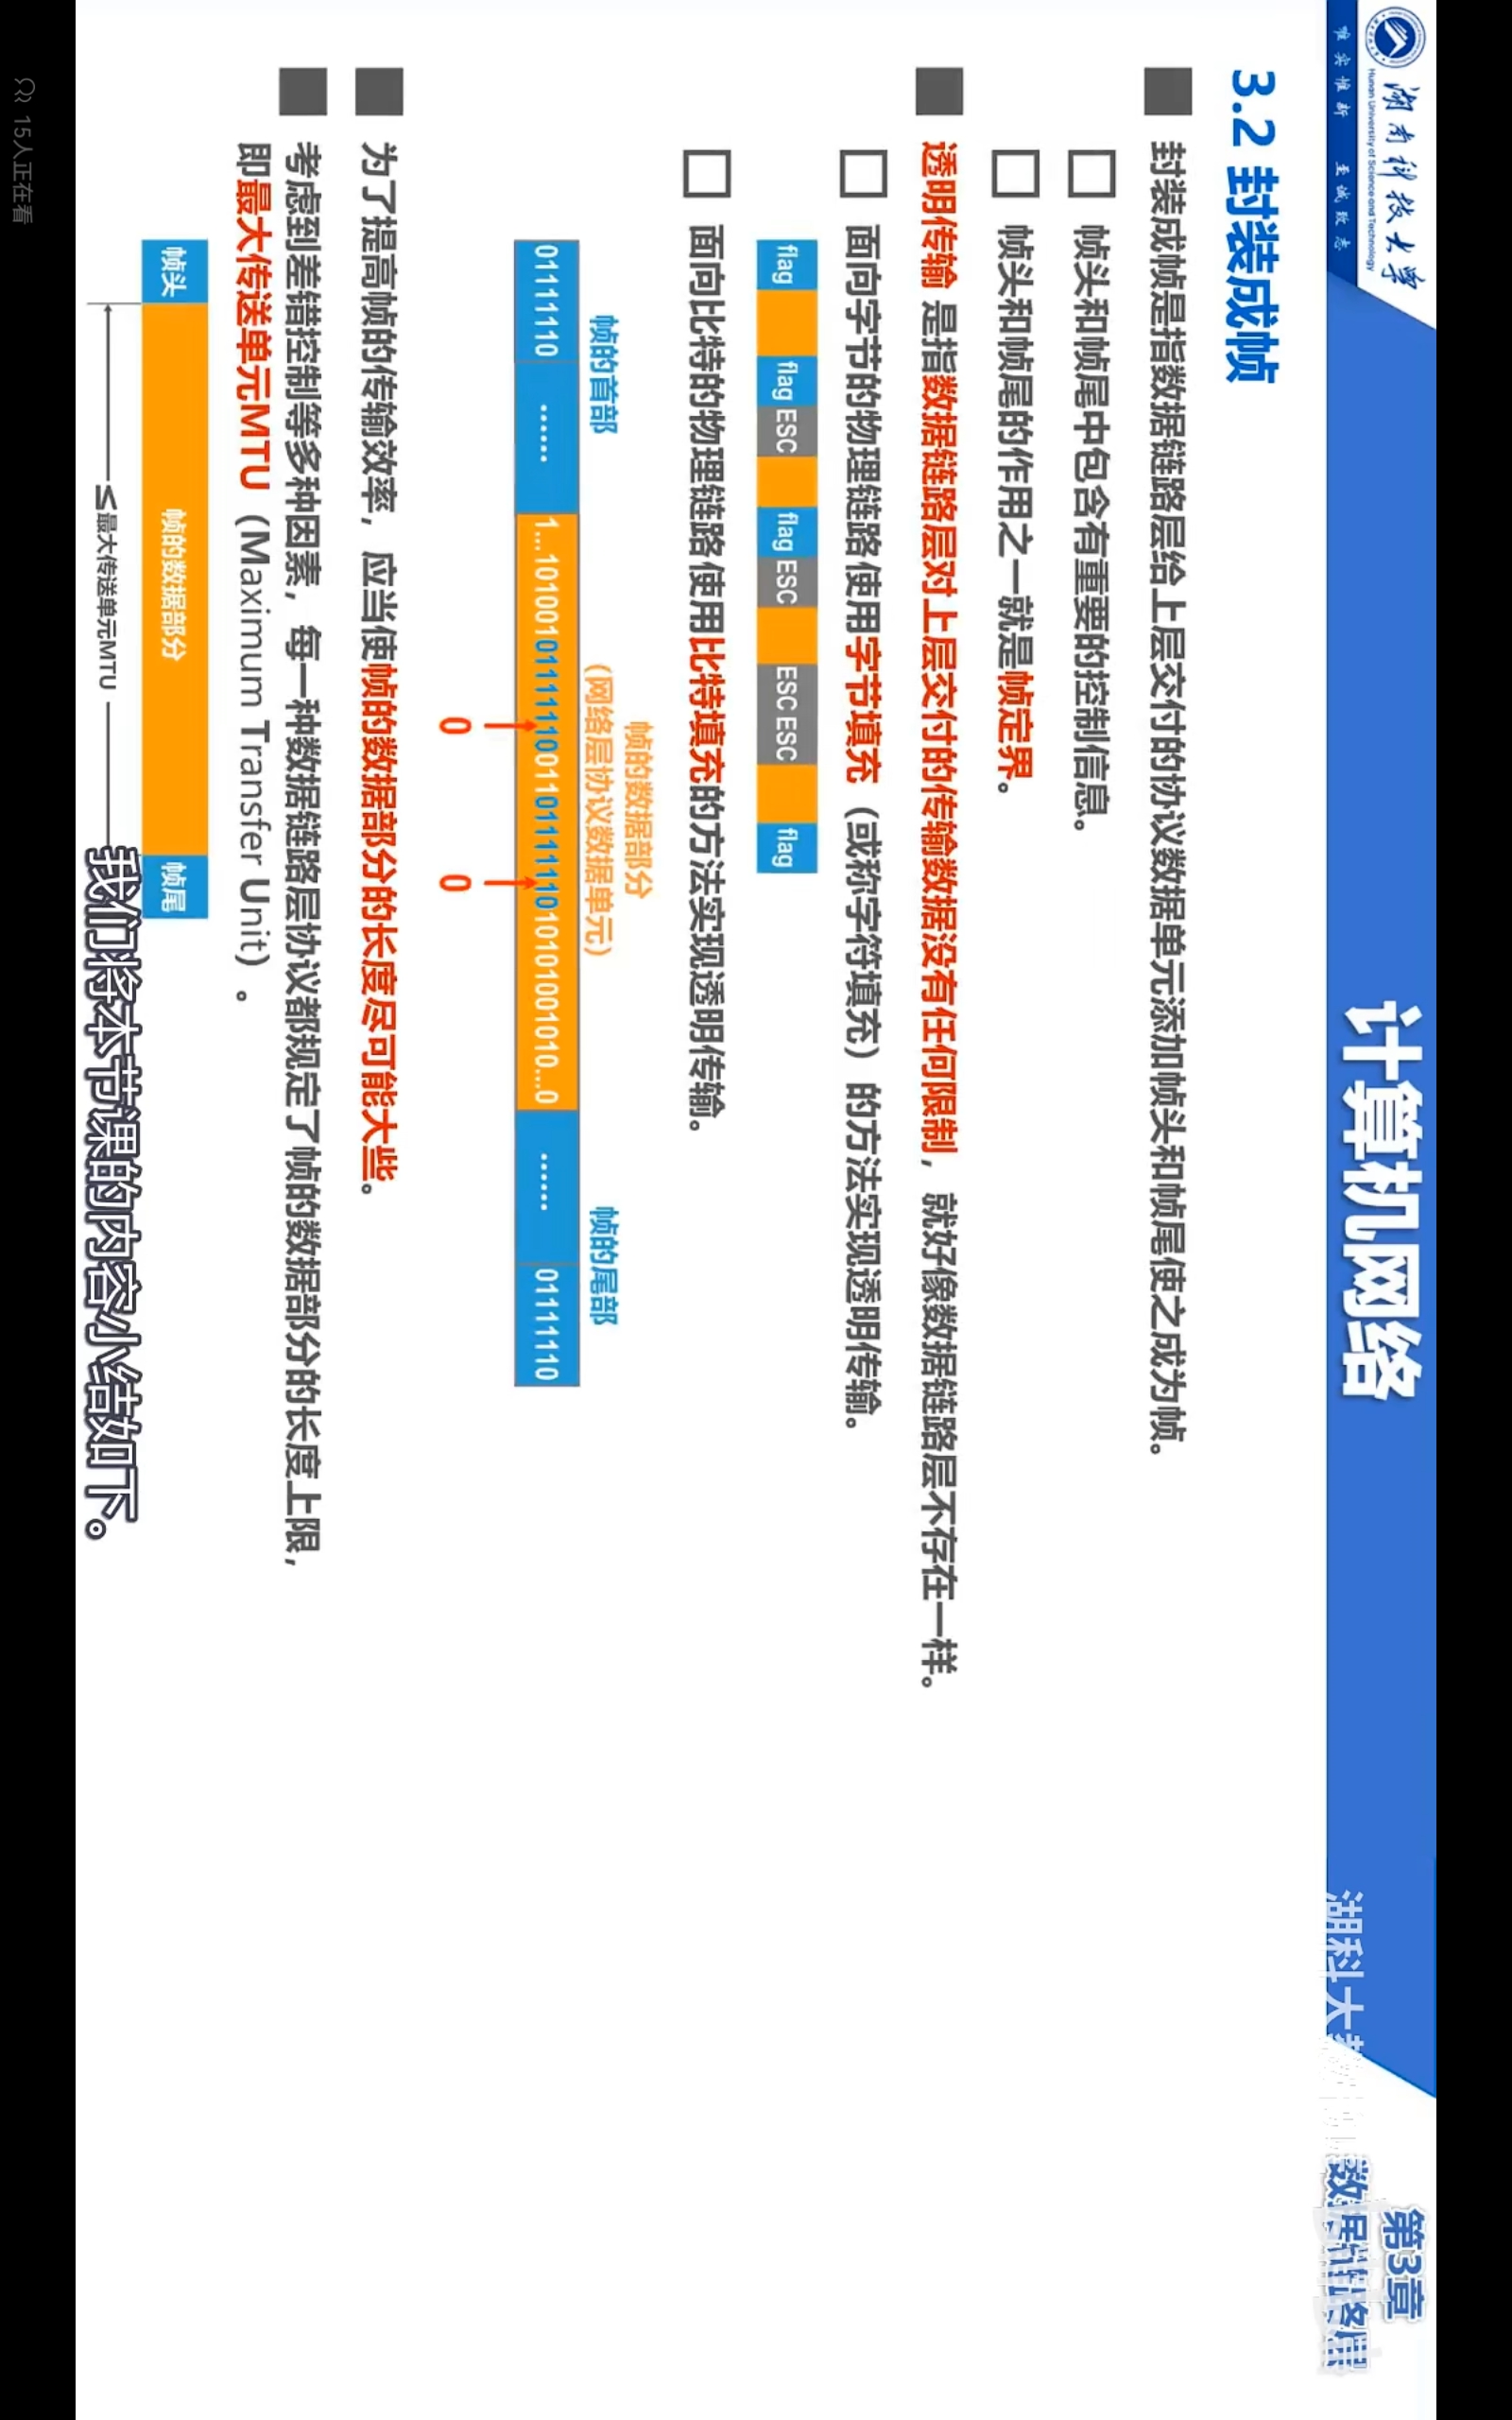 湖南科技大学
Hunan University of Science and Technology
唯实惟新 至诚致志
计算机网络
第3章
湖科大
3.2 封装成帧
封装成帧是指数据链路层给上层交付的协议数据单元添加帧头和帧尾使之成为帧。
帧头和帧尾中包含有重要的控制信息。
帧头和帧尾的作用之一就是帧定界。
透明传输是指数据链路层对上层交付的传输数据没有任何限制，就好像数据链路层不存在一样。
面向字节的物理链路使用字节填充（或称字符填充）的方法实现透明传输。
flag flag ESC flag ESC ESC ESC flag
面向比特的物理链路使用比特填充的方法实现透明传输。
帧的数据部分
帧的首部 (网络层协议数据单元) 帧的尾部
01111110 …… 1...1010010111111100110111111010101001010...0 …… 01111110
0 0
为了提高帧的传输效率，应当使帧的数据部分的长度尽可能大些。
考虑到差错控制等多种因素，每一种数据链路层协议都规定了帧的数据部分的长度上限，
即最大传送单元MTU（Maximum Transfer Unit）。
帧头 帧的数据部分 帧尾
≤最大传送单元MTU
我们将本节课的内容小结如下。
15人正在看